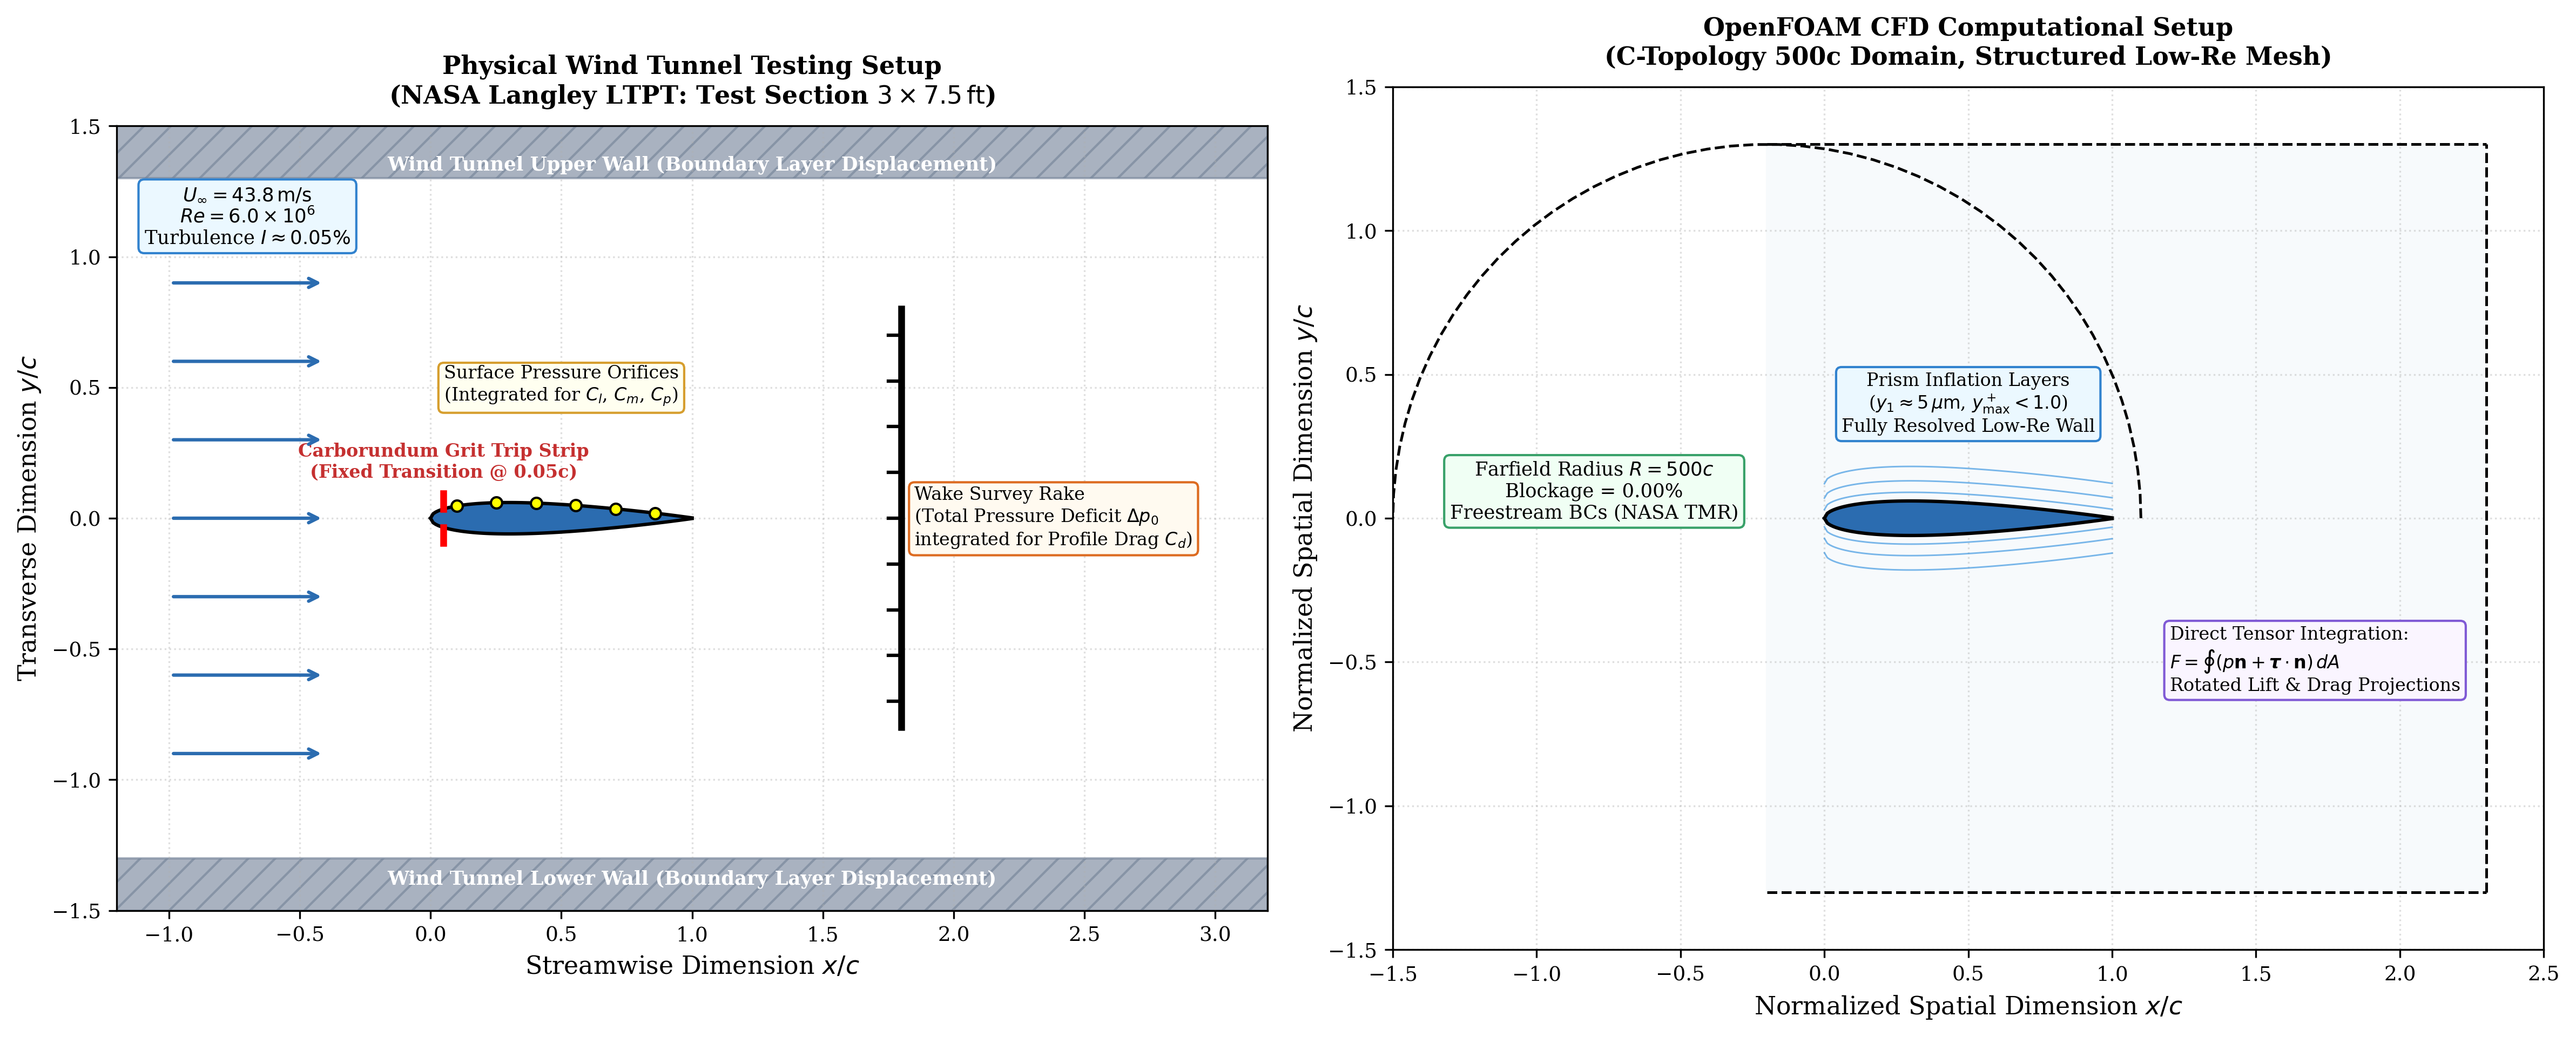 Physical Wind Tunnel Testing Setup
(NASA Langley LTPT: Test Section 3 × 7.5 ft)
1.5
1.0
0.5
0.0
−0.5
−1.0
−1.5
Transverse Dimension y/c
Wind Tunnel Upper Wall (Boundary Layer Displacement)
U∞ = 43.8 m/s
Re = 6.0 × 10⁶
Turbulence I ≈ 0.05%
Surface Pressure Orifices
(Integrated for Cₗ, Cₘ, Cₚ)
Carborundum Grit Trip Strip
(Fixed Transition @ 0.05c)
Wake Survey Rake
(Total Pressure Deficit Δp₀
integrated for Profile Drag C_d)
Wind Tunnel Lower Wall (Boundary Layer Displacement)
−1.0
−0.5
0.0
0.5
1.0
1.5
2.0
2.5
3.0
Streamwise Dimension x/c
OpenFOAM CFD Computational Setup
(C-Topology 500c Domain, Structured Low-Re Mesh)
1.5
1.0
0.5
0.0
−0.5
−1.0
−1.5
Normalized Spatial Dimension y/c
Prism Inflation Layers
(y₁ ≈ 5 μm, y⁺max < 1.0)
Fully Resolved Low-Re Wall
Farfield Radius R = 500c
Blockage = 0.00%
Freestream BCs (NASA TMR)
Direct Tensor Integration:
F = ∮(pn + τ · n) dA
Rotated Lift & Drag Projections
−1.5
−1.0
−0.5
0.0
0.5
1.0
1.5
2.0
2.5
Normalized Spatial Dimension x/c